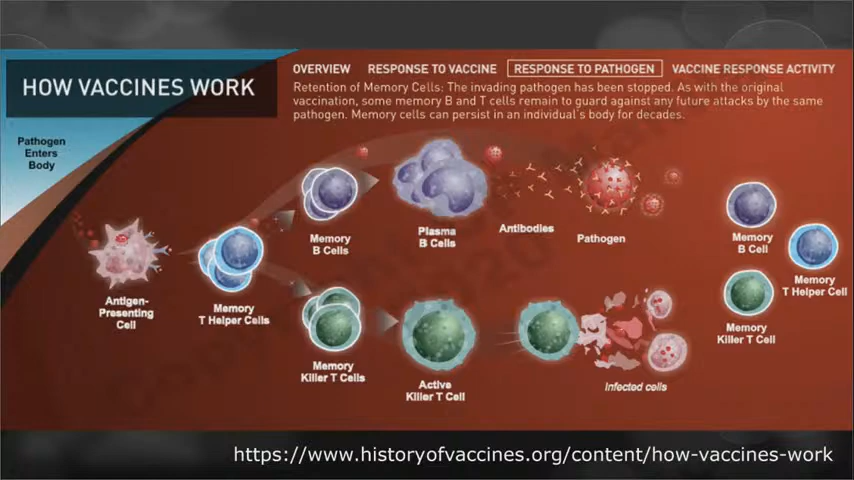 HOW VACCINES WORK
OVERVIEW RESPONSE TO VACCINE RESPONSE TO PATHOGEN VACCINE RESPONSE ACTIVITY
Retention of Memory Cells: The invading pathogen has been stopped. As with the original
vaccination, some memory B and T cells remain to guard against any future attacks by the same
pathogen. Memory cells can persist in an individual's body for decades.
Pathogen
Enters
Body
Antigen-
Presenting
Cell
Memory
T Helper Cells
Memory
B Cells
Plasma
B Cells
Antibodies
Pathogen
Memory
Killer T Cells
Active
Killer T Cell
Infected cells
Memory
B Cell
Memory
T Helper Cell
Memory
Killer T Cell
https://www.historyofvaccines.org/content/how-vaccines-work